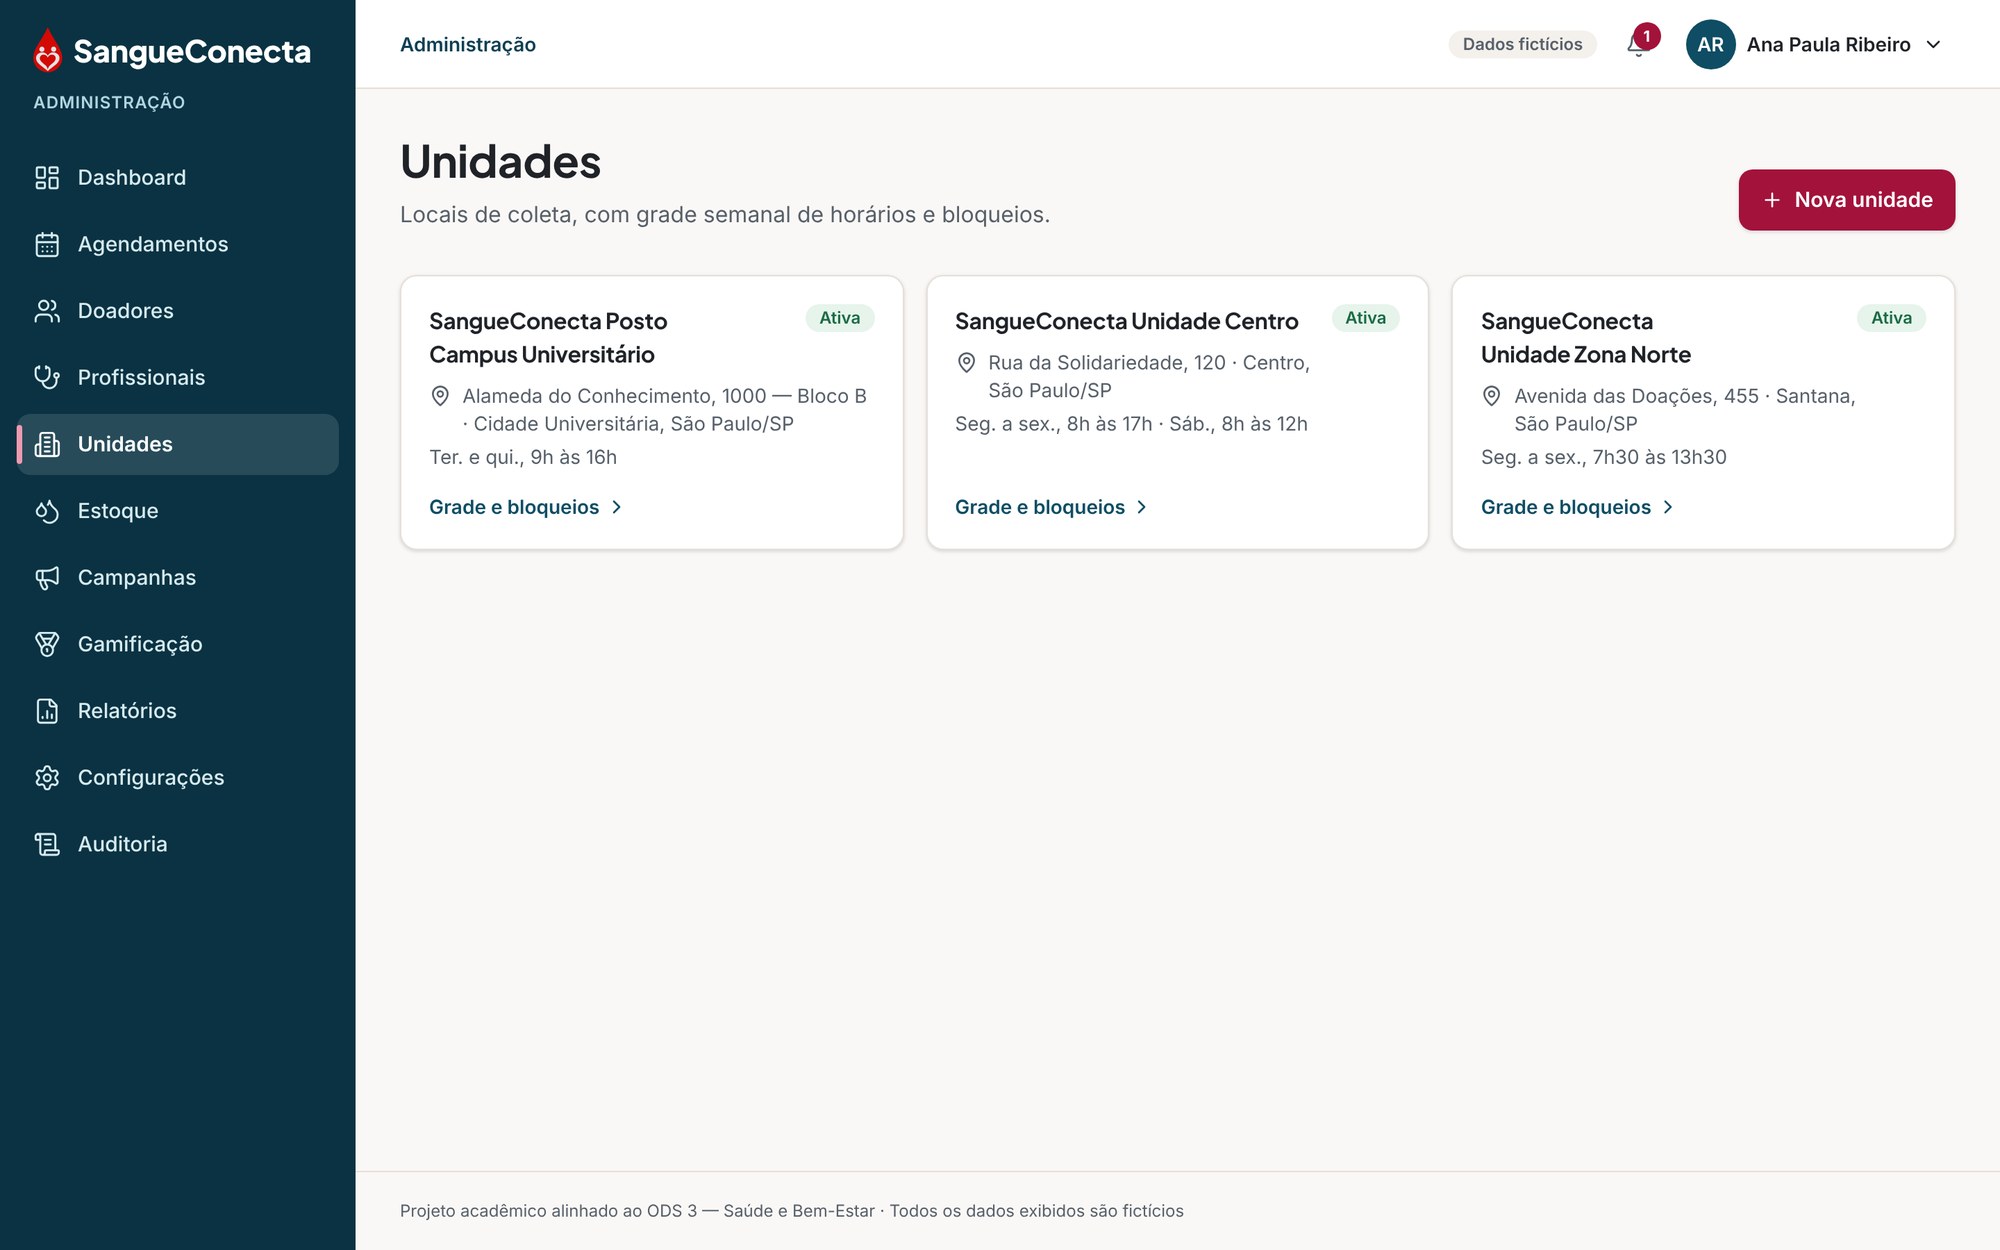 SangueConecta
ADMINISTRAÇÃO
Dashboard
Agendamentos
Doadores
Profissionais
Unidades
Estoque
Campanhas
Gamificação
Relatórios
Configurações
Auditoria
Administração
Dados fictícios
1
AR
Ana Paula Ribeiro
Unidades
Locais de coleta, com grade semanal de horários e bloqueios.
+ Nova unidade
SangueConecta Posto
Campus Universitário
Ativa
Alameda do Conhecimento, 1000 — Bloco B
· Cidade Universitária, São Paulo/SP
Ter. e qui., 9h às 16h
Grade e bloqueios
SangueConecta Unidade Centro
Ativa
Rua da Solidariedade, 120 · Centro,
São Paulo/SP
Seg. a sex., 8h às 17h · Sáb., 8h às 12h
Grade e bloqueios
SangueConecta
Unidade Zona Norte
Ativa
Avenida das Doações, 455 · Santana,
São Paulo/SP
Seg. a sex., 7h30 às 13h30
Grade e bloqueios
Projeto acadêmico alinhado ao ODS 3 — Saúde e Bem-Estar · Todos os dados exibidos são fictícios